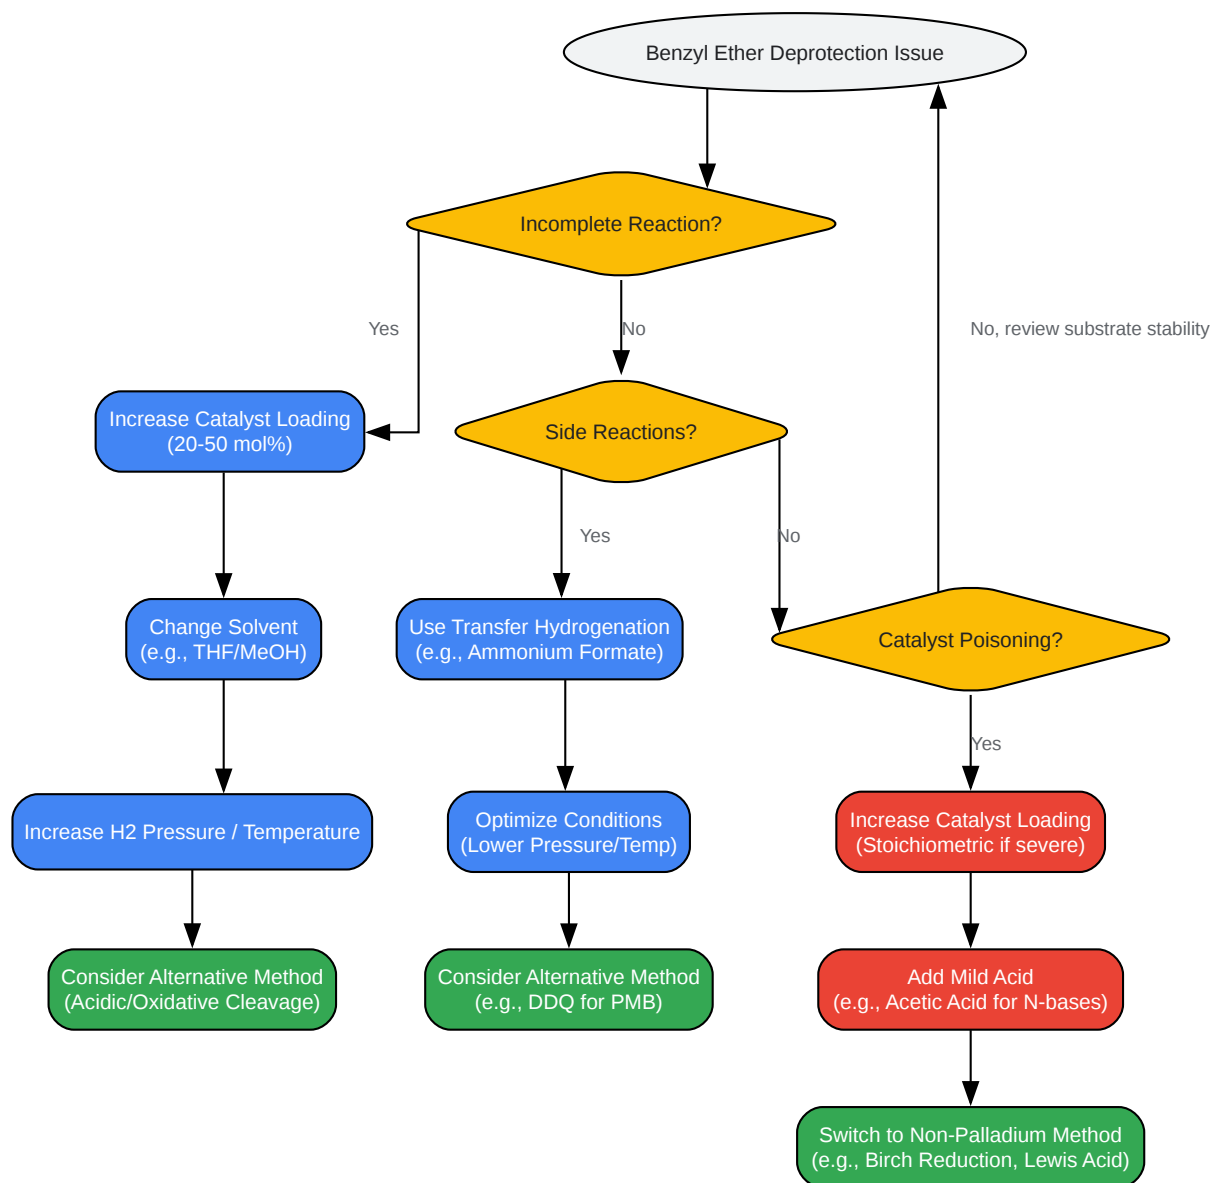 Benzyl Ether Deprotection Issue
Incomplete Reaction?
Yes
No
No, review substrate stability
Increase Catalyst Loading
(20-50 mol%)
Side Reactions?
Yes
No
Change Solvent
(e.g., THF/MeOH)
Use Transfer Hydrogenation
(e.g., Ammonium Formate)
Catalyst Poisoning?
Yes
Increase H2 Pressure / Temperature
Optimize Conditions
(Lower Pressure/Temp)
Increase Catalyst Loading
(Stoichiometric if severe)
Consider Alternative Method
(Acidic/Oxidative Cleavage)
Consider Alternative Method
(e.g., DDQ for PMB)
Add Mild Acid
(e.g., Acetic Acid for N-bases)
Switch to Non-Palladium Method
(e.g., Birch Reduction, Lewis Acid)